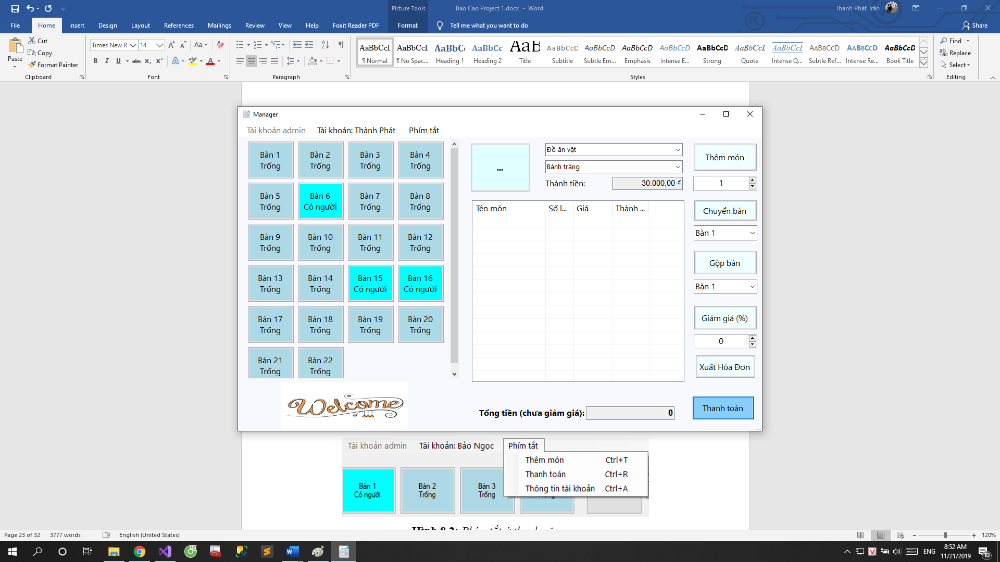 Picture Tools
Bao Cao Project 1.docx - Word
Thành Phát Trần
File Home Insert Design Layout References Mailings Review View Help Foxit Reader PDF Format Tell me what you want to do Share
Paste
Cut
Copy
Format Painter
Clipboard
Times New R 14
Font
Paragraph
AaBbCcI AaBbCcI AaBbCc AaBbCc AaB AaBbCcD AaBbCcD AaBbCcD AaBbCcD AaBbCcD AaBbCcI AaBbCcI AaBbCcD AaBbCcD AaBbCcD
¶ Normal ¶ No Spac... Heading 1 Heading 2 Title Subtitle Subtle Em... Emphasis Intense E... Strong Quote Intense Q... Subtle Ref... Intense Re... Book Title
Styles
Find
Replace
Select
Editing
Manager
Tài khoản admin Tài khoản: Thành Phát Phím tắt
Bàn 1 Bàn 2 Bàn 3 Bàn 4
Trống Trống Trống Trống
Bàn 5 Bàn 6 Bàn 7 Bàn 8
Trống Có người Trống Trống
Bàn 9 Bàn 10 Bàn 11 Bàn 12
Trống Trống Trống Trống
Bàn 13 Bàn 14 Bàn 15 Bàn 16
Trống Trống Có người Có người
Bàn 17 Bàn 18 Bàn 19 Bàn 20
Trống Trống Trống Trống
Bàn 21 Bàn 22
Trống Trống
Welcome
...
Đồ ăn vặt
Bánh tráng
Thành tiền: 30.000,00 ₫
Tên món Số l... Giá Thành ...
Tổng tiền (chưa giảm giá): 0
Thêm món
1
Chuyển bàn
Bàn 1
Gộp bàn
Bàn 1
Giảm giá (%)
0
Xuất Hóa Đơn
Thanh toán
Tài khoản admin Tài khoản: Bảo Ngọc Phím tắt
Thêm món Ctrl+T
Thanh toán Ctrl+R
Thông tin tài khoản Ctrl+A
Bàn 1 Bàn 2 Bàn 3
Có người Trống Trống
Page 23 of 32 3777 words English (United States) 120%
ENG
8:52 AM
11/21/2019
10